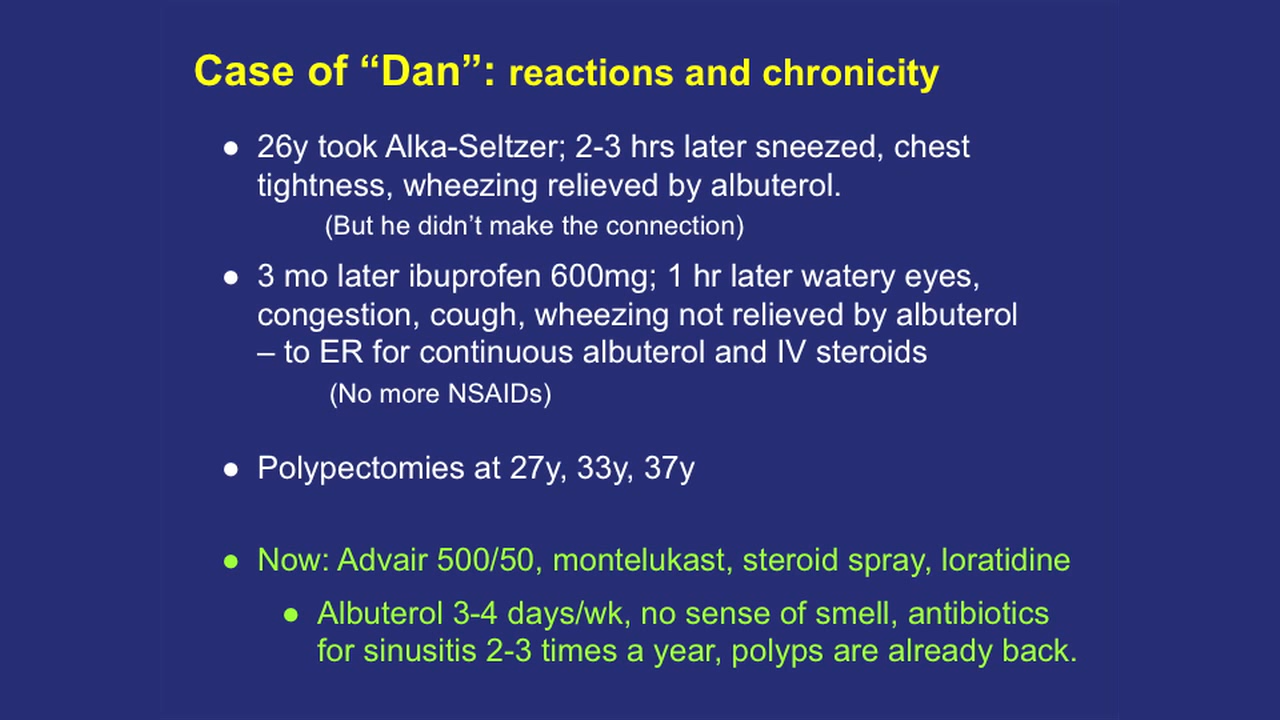 Case of “Dan”: reactions and chronicity
● 26y took Alka-Seltzer; 2-3 hrs later sneezed, chest
tightness, wheezing relieved by albuterol.
(But he didn’t make the connection)
● 3 mo later ibuprofen 600mg; 1 hr later watery eyes,
congestion, cough, wheezing not relieved by albuterol
– to ER for continuous albuterol and IV steroids
(No more NSAIDs)
● Polypectomies at 27y, 33y, 37y
● Now: Advair 500/50, montelukast, steroid spray, loratidine
● Albuterol 3-4 days/wk, no sense of smell, antibiotics
for sinusitis 2-3 times a year, polyps are already back.